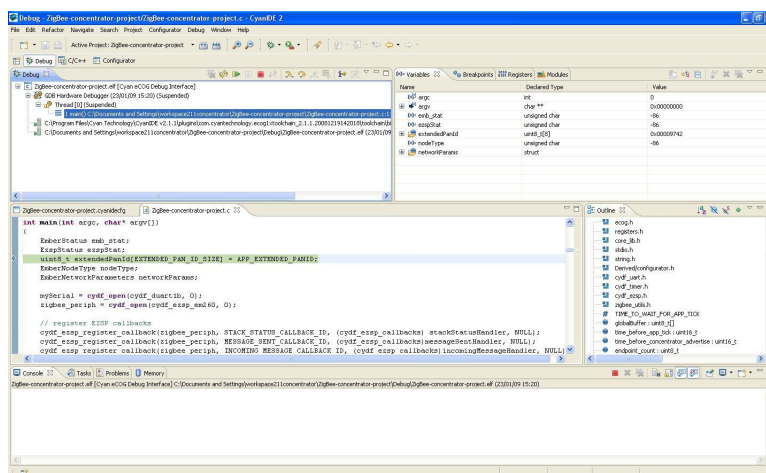 Debug - ZigBee-concentrator-project/ZigBee-concentrator-project.c - CyanIDE 2
File Edit Refactor Navigate Search Project Configurator Debug Window Help
Active Project: ZigBee-concentrator-project
Debug C/C++ Configurator
Debug
ZigBee-concentrator-project.elf [Cyan eCOG Debug Interface]
GDB Hardware Debugger (23/01/09 15:20) (Suspended)
Thread [0] (Suspended)
1 main() C:\Documents and Settings\workspace211concentrator\ZigBee-concentrator-project\ZigBee-concentrator-project.c:1
C:\Program Files\Cyan Technology\CyanIDE v2.1.1\plugins\com.cyantechnology.ecog1xtoolchain_2.1.1.20081219142018\toolchain\bi
C:\Documents and Settings\workspace211concentrator\ZigBee-concentrator-project\Debug\ZigBee-concentrator-project.elf (23/01/09
Variables Breakpoints Registers Modules
Name Declared Type Value
argc int 0
argv char ** 0x00000000
emb_stat unsigned char -86
ezspStat unsigned char -86
extendedPanId uint8_t[8] 0x00009742
nodeType unsigned char -86
networkParams struct
ZigBee-concentrator-project.cyanidecfg ZigBee-concentrator-project.c
int main(int argc, char* argv[])
{
EmberStatus emb_stat;
EzspStatus ezspStat;
uint8_t extendedPanId[EXTENDED_PAN_ID_SIZE] = APP_EXTENDED_PANID;
EmberNodeType nodeType;
EmberNetworkParameters networkParams;
mySerial = cydf_open(cydf_duart1b, 0);
zigbee_periph = cydf_open(cydf_ezsp_em260, 0);
// register EZSP callbacks
cydf_ezsp_register_callback(zigbee_periph, STACK_STATUS_CALLBACK_ID, (cydf_ezsp_callbacks) stackStatusHandler, NULL);
cydf_ezsp_register_callback(zigbee_periph, MESSAGE_SENT_CALLBACK_ID, (cydf_ezsp_callbacks)messageSentHandler, NULL);
cydf_ezsp_register_callback(zigbee_periph, INCOMING_MESSAGE_CALLBACK_ID, (cydf_ezsp_callbacks)incomingMessageHandler, NULL)
Outline
ecog.h
registers.h
core_lib.h
stdio.h
string.h
Derived/configurator.h
cydf_uart.h
cydf_timer.h
cydf_ezsp.h
zigbee_utils.h
# TIME_TO_WAIT_FOR_APP_TICK
globalBuffer : uint8_t[]
time_before_app_tick : uint16_t
time_before_concentrator_advertise : uint16_t
endpoint_count : uint8_t
Console Tasks Problems Memory
ZigBee-concentrator-project.elf [Cyan eCOG Debug Interface] C:\Documents and Settings\workspace211concentrator\ZigBee-concentrator-project\Debug\ZigBee-concentrator-project.elf (23/01/09 15:20)